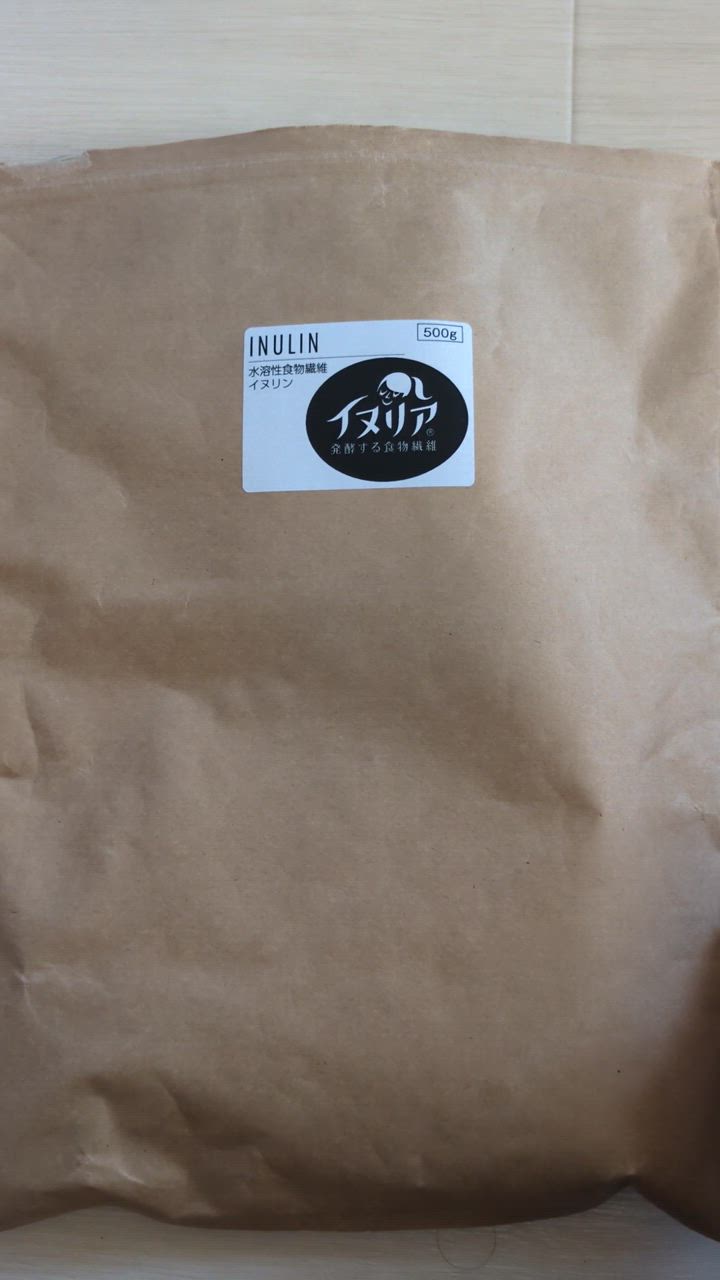 INULIN
500g
水溶性食物繊維
イヌリン
イヌリア®
発酵する食物繊維